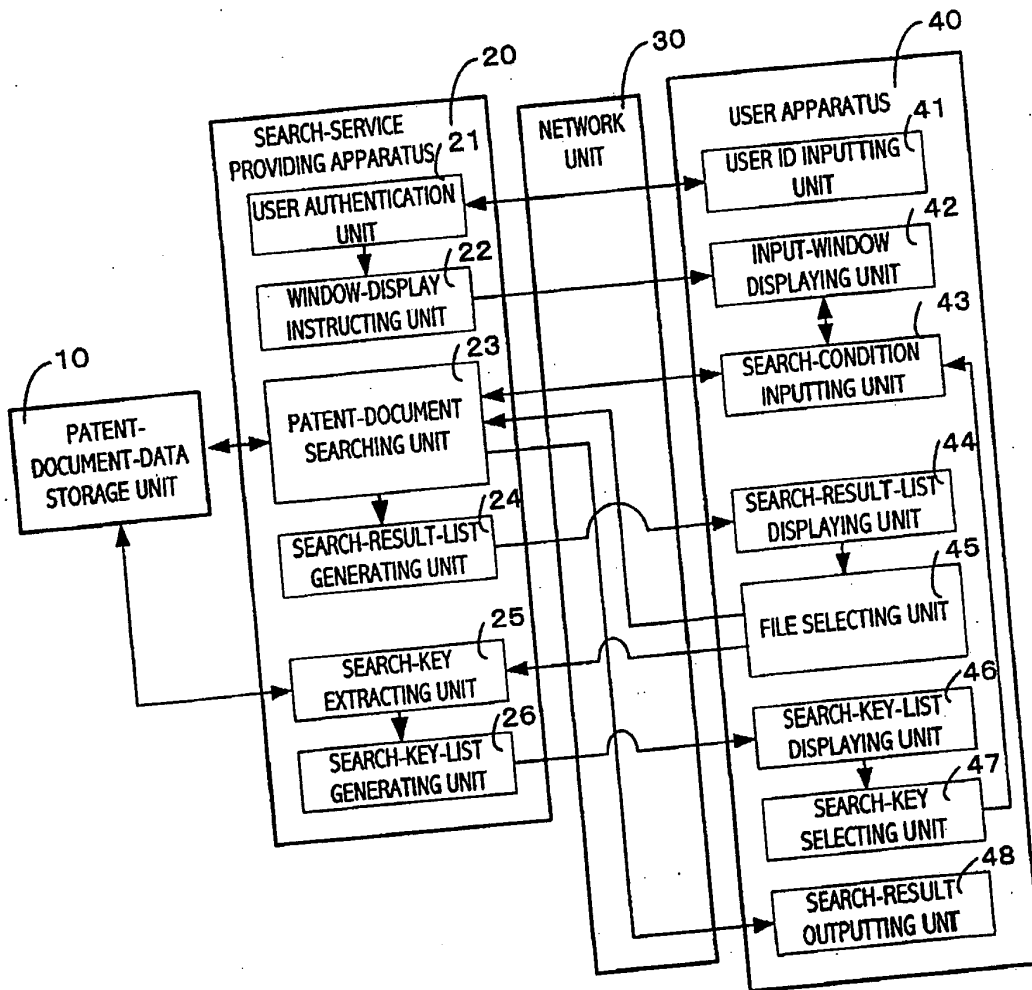 20
SEARCH-SERVICE
PROVIDING APPARATUS
21
USER AUTHENTICATION
UNIT
22
WINDOW-DISPLAY
INSTRUCTING UNIT
23
PATENT-DOCUMENT
SEARCHING UNIT
24
SEARCH-RESULT-LIST
GENERATING UNIT
25
SEARCH-KEY
EXTRACTING UNIT
26
SEARCH-KEY-LIST
GENERATING UNIT
10
PATENT-
DOCUMENT-DATA
STORAGE UNIT
30
NETWORK
UNIT
40
USER APPARATUS
41
USER ID INPUTTING
UNIT
42
INPUT-WINDOW
DISPLAYING UNIT
43
SEARCH-CONDITION
INPUTTING UNIT
44
SEARCH-RESULT-LIST
DISPLAYING UNIT
45
FILE SELECTING UNIT
46
SEARCH-KEY-LIST
DISPLAYING UNIT
47
SEARCH-KEY
SELECTING UNIT
48
SEARCH-RESULT
OUTPUTTING UNIT